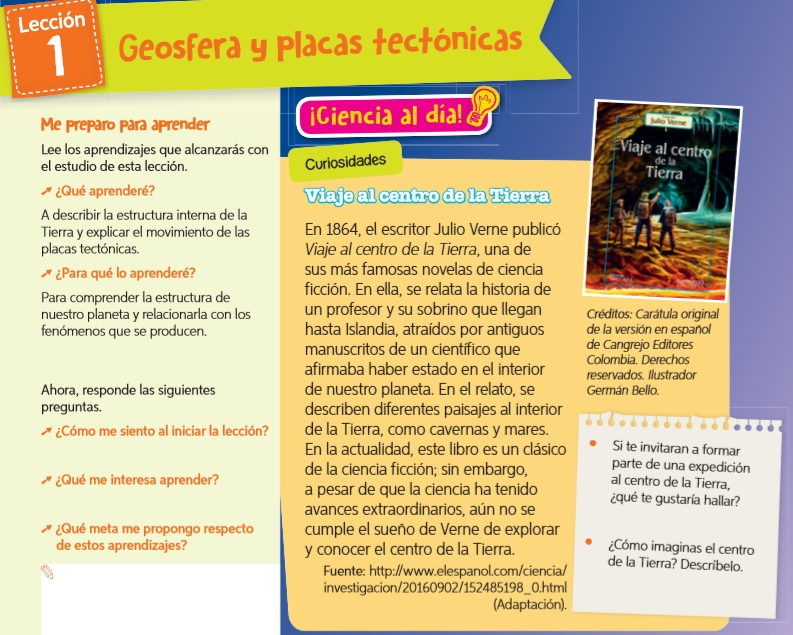 Lección
1
Geosfera y placas tectónicas
Me preparo para aprender
Lee los aprendizajes que alcanzarás con
el estudio de esta lección.
¿Qué aprenderé?
A describir la estructura interna de la
Tierra y explicar el movimiento de las
placas tectónicas.
¿Para qué lo aprenderé?
Para comprender la estructura de
nuestro planeta y relacionarla con los
fenómenos que se producen.
Ahora, responde las siguientes
preguntas.
¿Cómo me siento al iniciar la lección?
¿Qué me interesa aprender?
¿Qué meta me propongo respecto
de estos aprendizajes?
¡Ciencia al día!
Curiosidades
Viaje al centro de la Tierra
En 1864, el escritor Julio Verne publicó
Viaje al centro de la Tierra, una de
sus más famosas novelas de ciencia
ficción. En ella, se relata la historia de
un profesor y su sobrino que llegan
hasta Islandia, atraídos por antiguos
manuscritos de un científico que
afirmaba haber estado en el interior
de nuestro planeta. En el relato, se
describen diferentes paisajes al interior
de la Tierra, como cavernas y mares.
En la actualidad, este libro es un clásico
de la ciencia ficción; sin embargo,
a pesar de que la ciencia ha tenido
avances extraordinarios, aún no se
cumple el sueño de Verne de explorar
y conocer el centro de la Tierra.
Fuente: http://www.elespanol.com/ciencia/
investigacion/20160902/152485198_0.html
(Adaptación).
Julio Verne
Viaje al centro
de la
Tierra
Créditos: Carátula original
de la versión en español
de Cangrejo Editores
Colombia. Derechos
reservados. Ilustrador
Germán Bello.
• Si te invitaran a formar
parte de una expedición
al centro de la Tierra,
¿qué te gustaría hallar?
• ¿Cómo imaginas el centro
de la Tierra? Descríbelo.